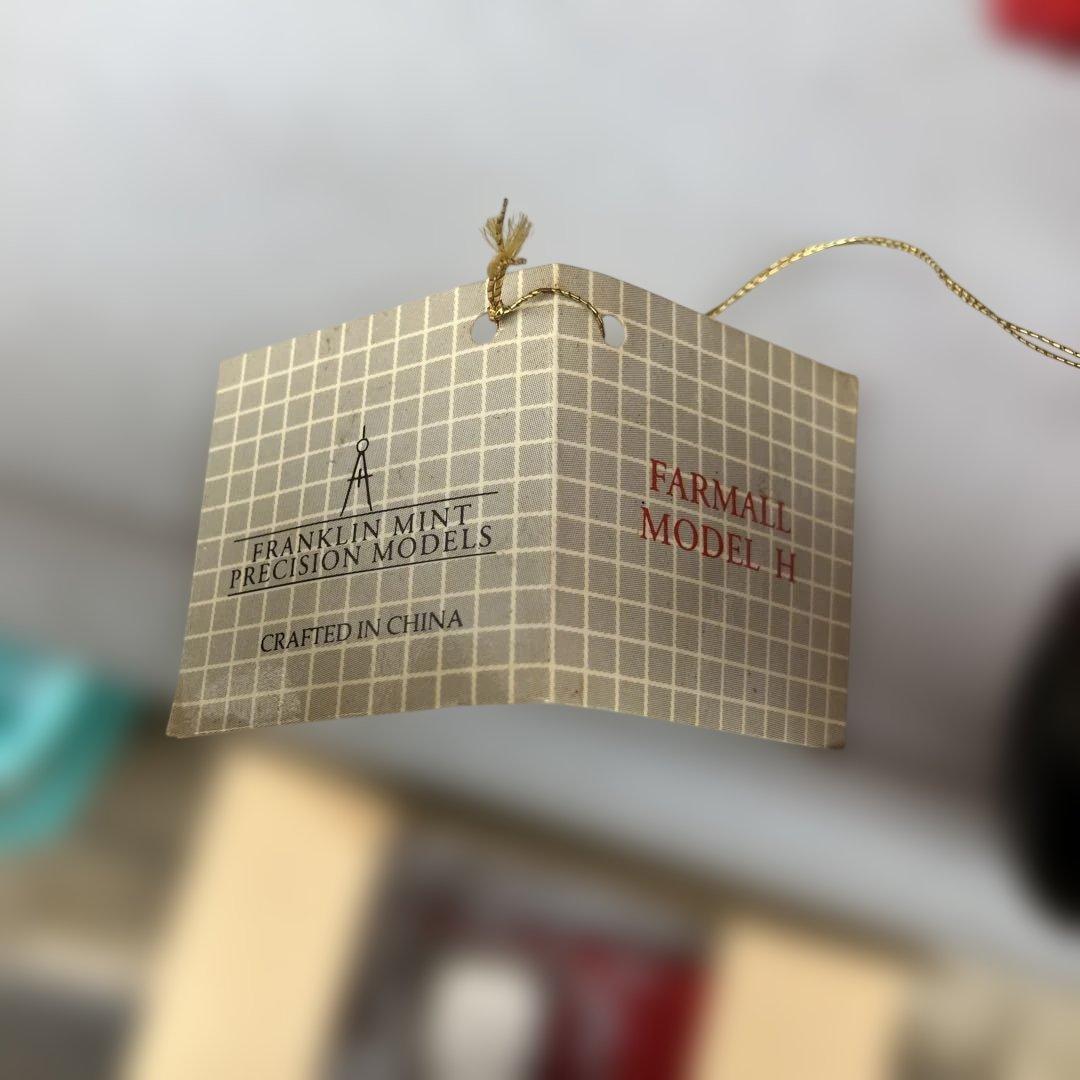 FRANKLIN MINT
PRECISION MODELS
CRAFTED IN CHINA
FARMALL
MODEL H